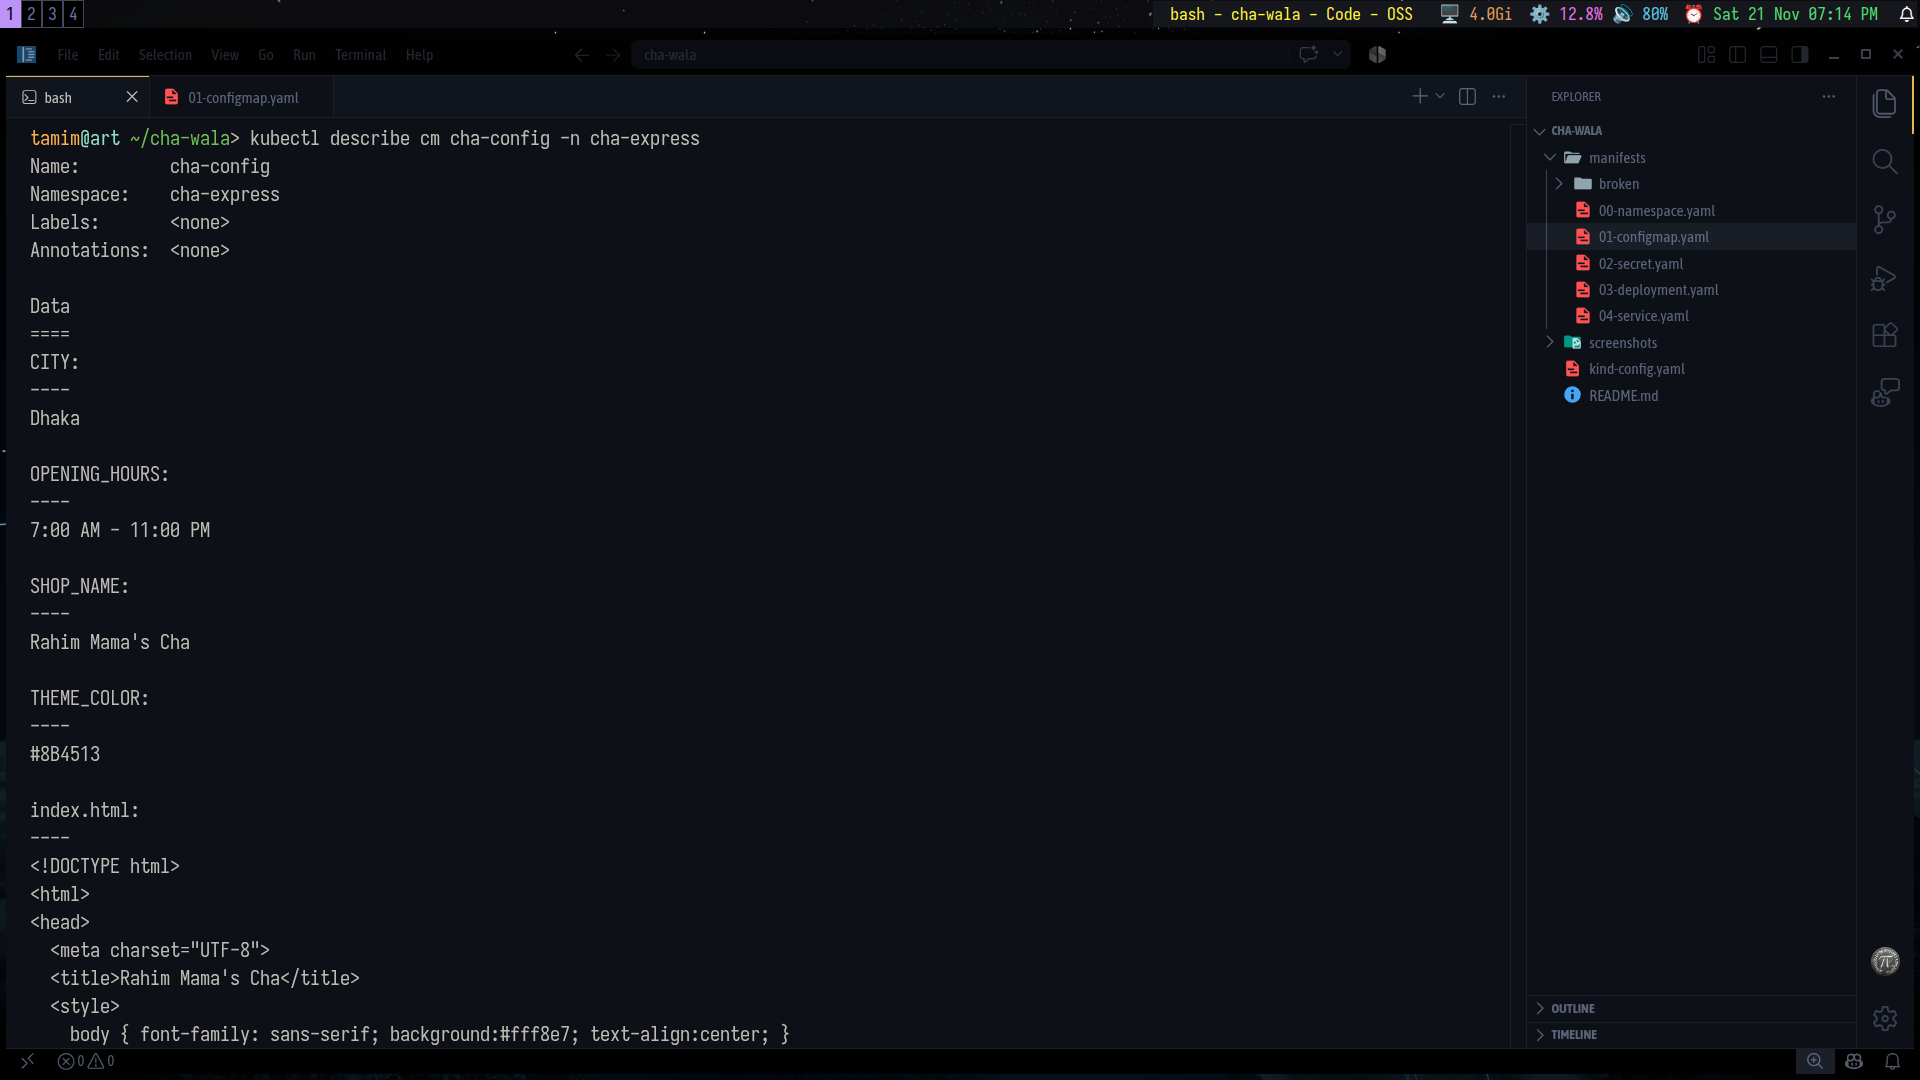 1 2 3 4
bash - cha-wala - Code - OSS 4.0Gi 12.8% 80% Sat 21 Nov 07:14 PM
File Edit Selection View Go Run Terminal Help
cha-wala
bash
01-configmap.yaml
tamim@art ~/cha-wala> kubectl describe cm cha-config -n cha-express
Name: cha-config
Namespace: cha-express
Labels: <none>
Annotations: <none>
Data
====
CITY:
----
Dhaka
OPENING_HOURS:
----
7:00 AM - 11:00 PM
SHOP_NAME:
----
Rahim Mama's Cha
THEME_COLOR:
----
#8B4513
index.html:
----
<!DOCTYPE html>
<html>
<head>
<meta charset="UTF-8">
<title>Rahim Mama's Cha</title>
<style>
body { font-family: sans-serif; background:#fff8e7; text-align:center; }
EXPLORER
CHA-WALA
manifests
broken
00-namespace.yaml
01-configmap.yaml
02-secret.yaml
03-deployment.yaml
04-service.yaml
screenshots
kind-config.yaml
README.md
OUTLINE
TIMELINE
0 0